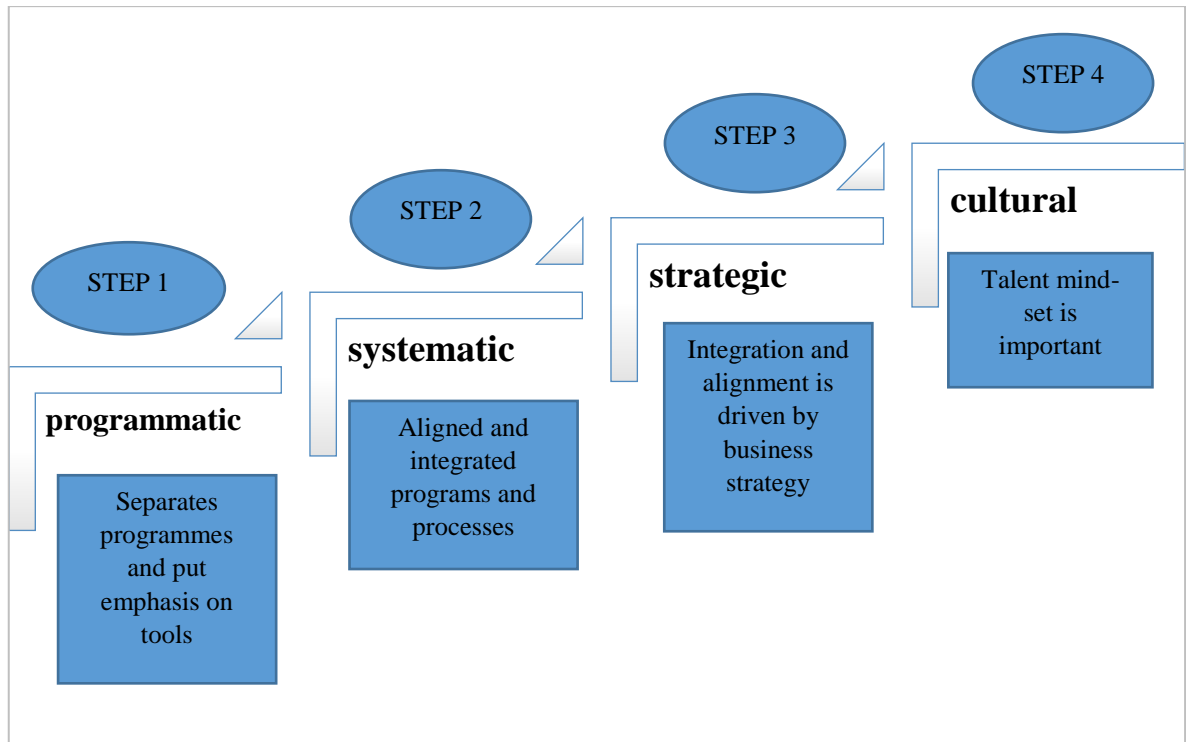 STEP 1
programmatic
Separates
programmes
and put
emphasis on
tools
STEP 2
systematic
Aligned and
integrated
programs and
processes
STEP 3
strategic
Integration and
alignment is
driven by
business
strategy
STEP 4
cultural
Talent mind-
set is
important